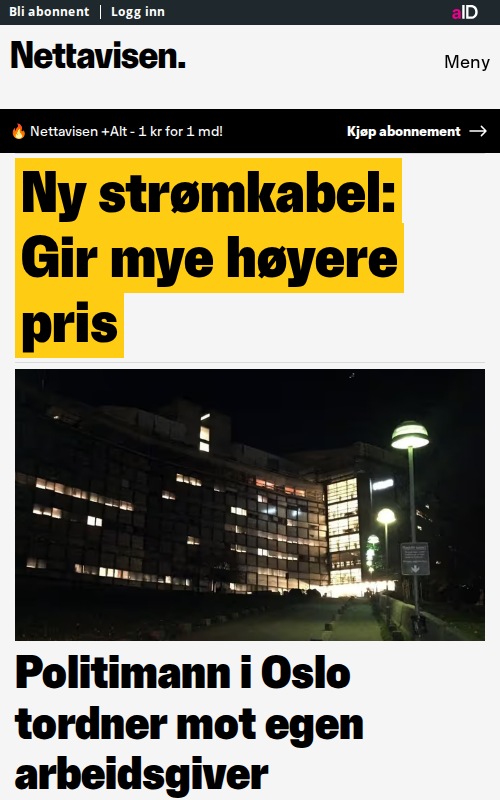 Bli abonnent | Logg inn
aID
Nettavisen.
Meny
🔥 Nettavisen +Alt - 1 kr for 1 md!
Kjøp abonnement →
Ny strømkabel:
Gir mye høyere
pris
Politimann i Oslo
tordner mot egen
arbeidsgiver